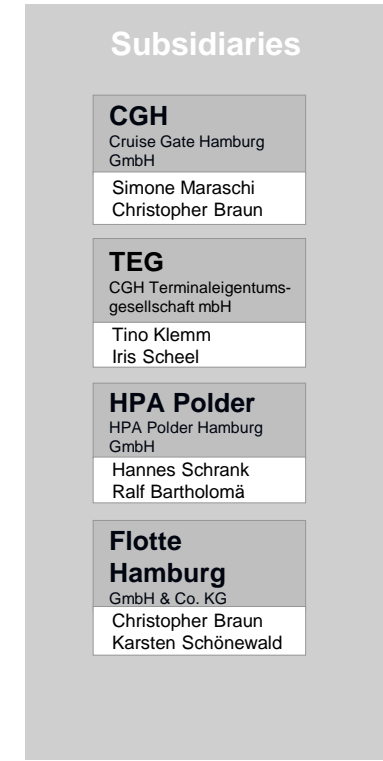 Subsidiaries
CGH
Cruise Gate Hamburg
GmbH
Simone Maraschi
Christopher Braun
TEG
CGH Terminaleigentums-
gesellschaft mbH
Tino Klemm
Iris Scheel
HPA Polder
HPA Polder Hamburg
GmbH
Hannes Schrank
Ralf Bartholomä
Flotte
Hamburg
GmbH & Co. KG
Christopher Braun
Karsten Schönewald